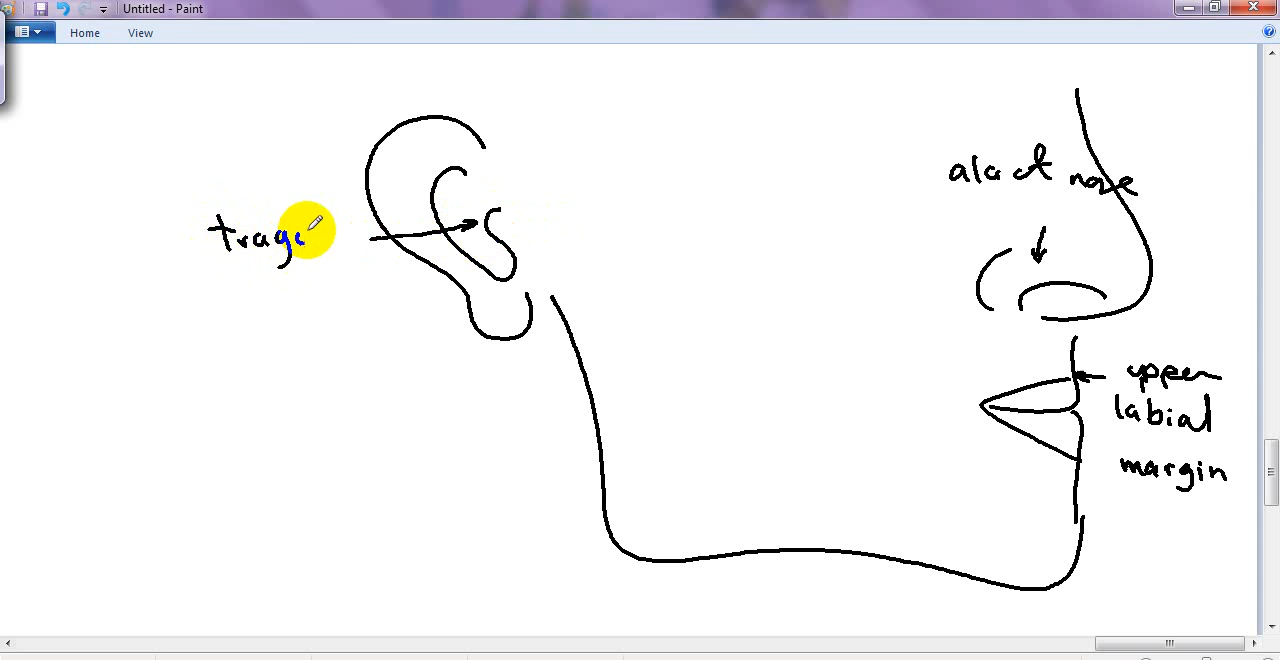 Untitled - Paint
Home View
ala of nose
trag
upper
labial
margin